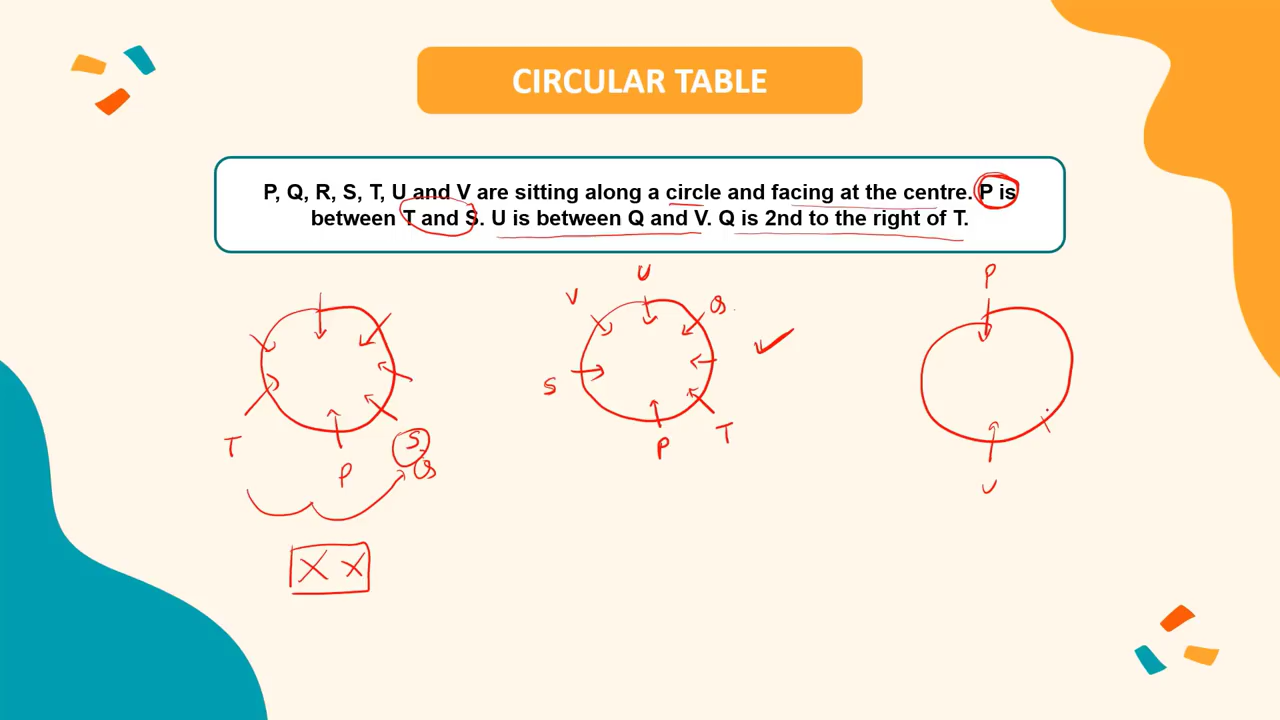 CIRCULAR TABLE
P, Q, R, S, T, U and V are sitting along a circle and facing at the centre. P is
between T and S. U is between Q and V. Q is 2nd to the right of T.
U
P
V
Q
S
T
P
T
P
S
Q
U
X X